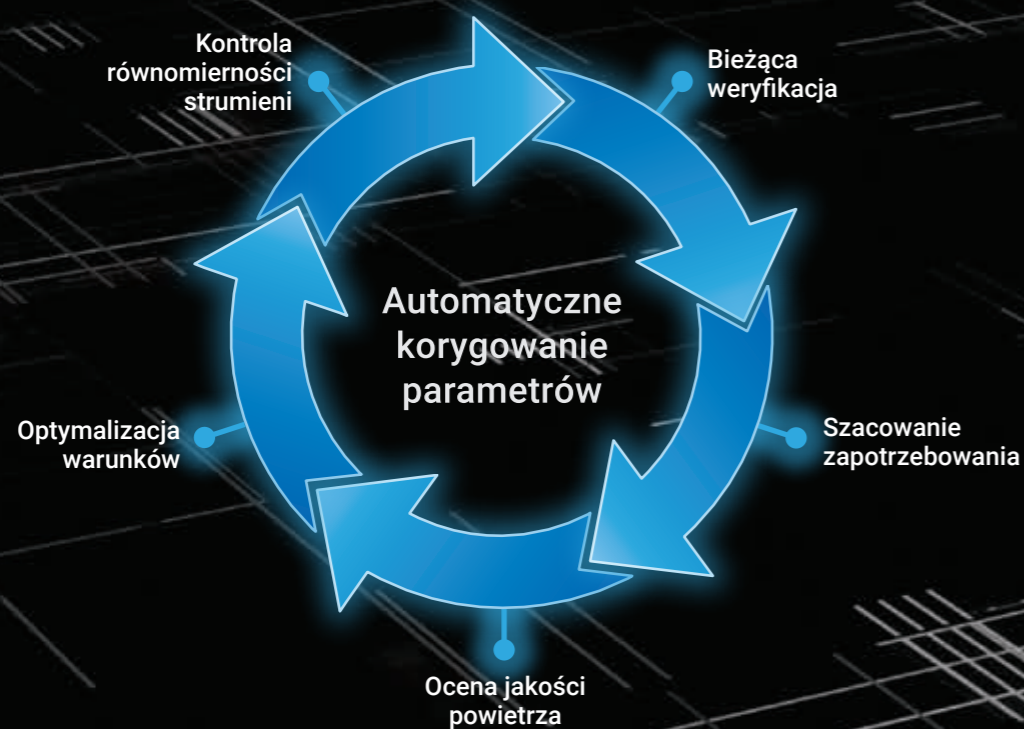 Kontrola
równomierności
strumieni
Bieżąca
weryfikacja
Automatyczne
korygowanie
parametrów
Optymalizacja
warunków
Szacowanie
zapotrzebowania
Ocena jakości
powietrza